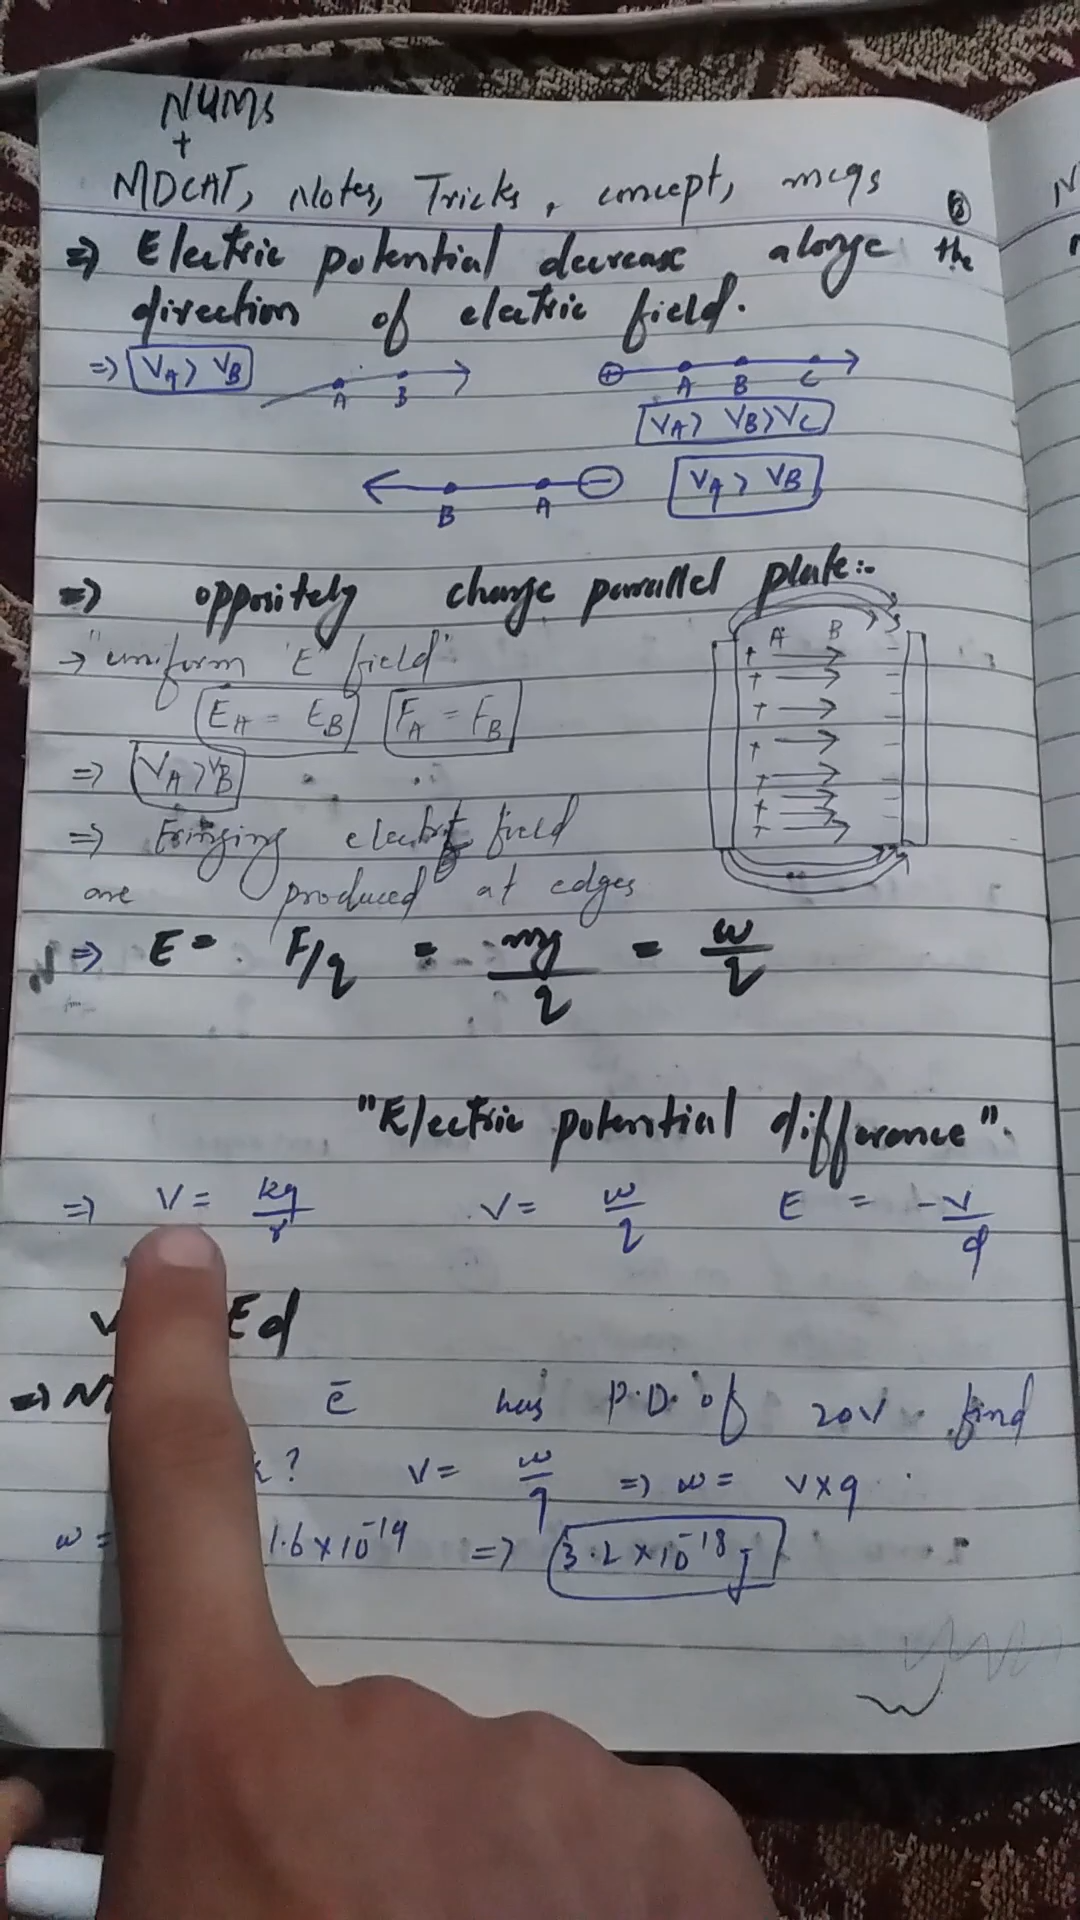 NUMS
+
MDCAT, Notes, Tricks, concept, mcqs
⇒ Electric potential decrease alonge the
direction of electric field.
⇒ VA > VB A B + A B C
VA > VB > VC
B A − VA > VB
⇒ oppositely charge parallel plate:-
→ "uniform E field" A B
EA = EB FA = FB
⇒ VA > VB
⇒ Fringing electric field
are produced at edges
⇒ E = F/q = mg/q = w/q
"Electric potential difference".
⇒ V = kq/r V = w/q E = -V/d
V Ed
⇒ N ē has P.D. of 20V find
k? V = w/q ⇒ w = V×q
w = 1.6×10⁻¹⁹ ⇒ 3.2×10⁻¹⁸ J